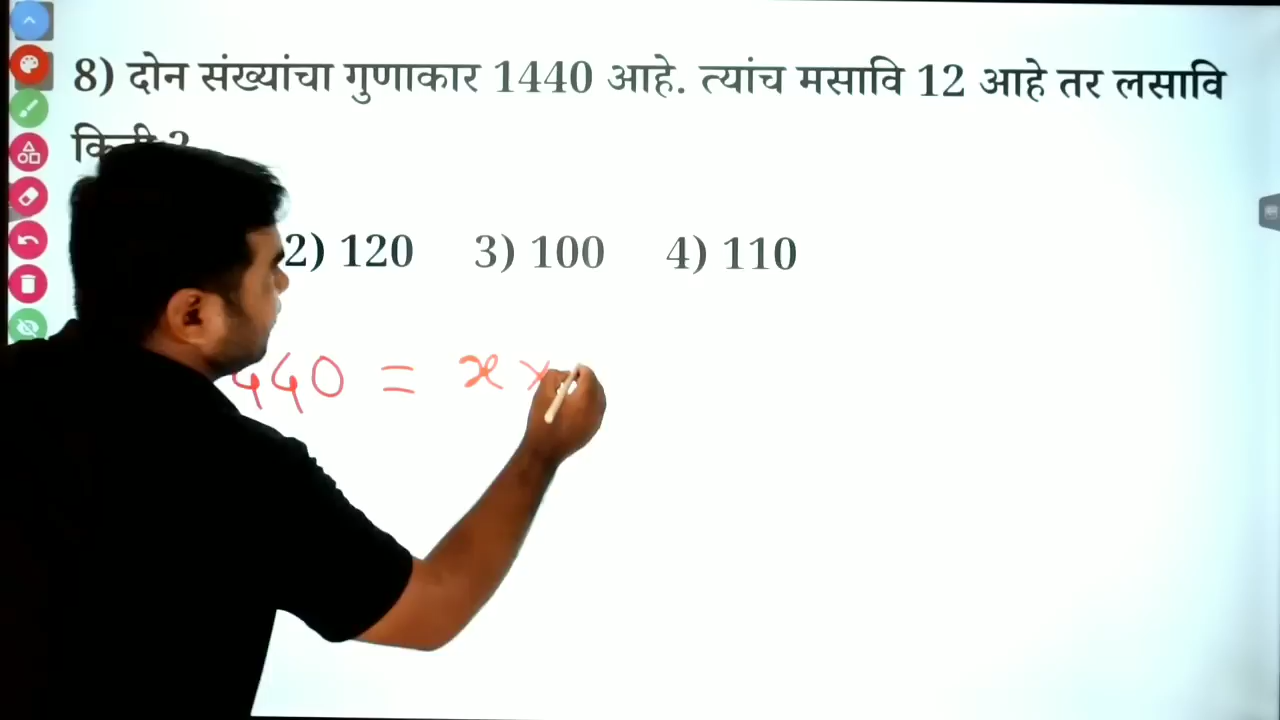 8) दोन संख्यांचा गुणाकार 1440 आहे. त्यांच मसावि 12 आहे तर लसावि
किती ?
2) 120 3) 100 4) 110
440 = x ×